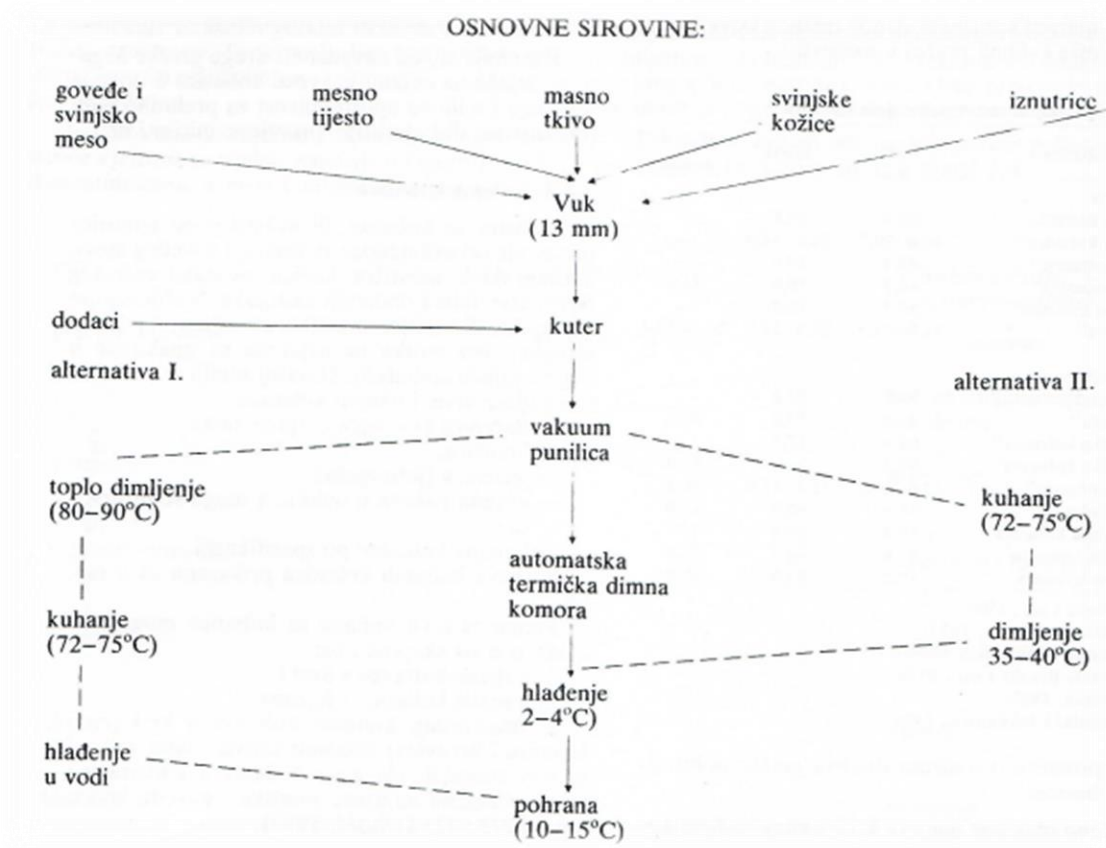 OSNOVNE SIROVINE:
goveđe i
svinjsko
meso
mesno
tijesto
masno
tkivo
svinjske
kožice
iznutrice
Vuk
(13 mm)
dodaci
kuter
alternativa I.
alternativa II.
vakuum
punilica
toplo dimljenje
(80–90°C)
kuhanje
(72–75°C)
automatska
termička dimna
komora
kuhanje
(72–75°C)
dimljenje
35–40°C)
hlađenje
2–4°C)
hlađenje
u vodi
pohrana
(10–15°C)